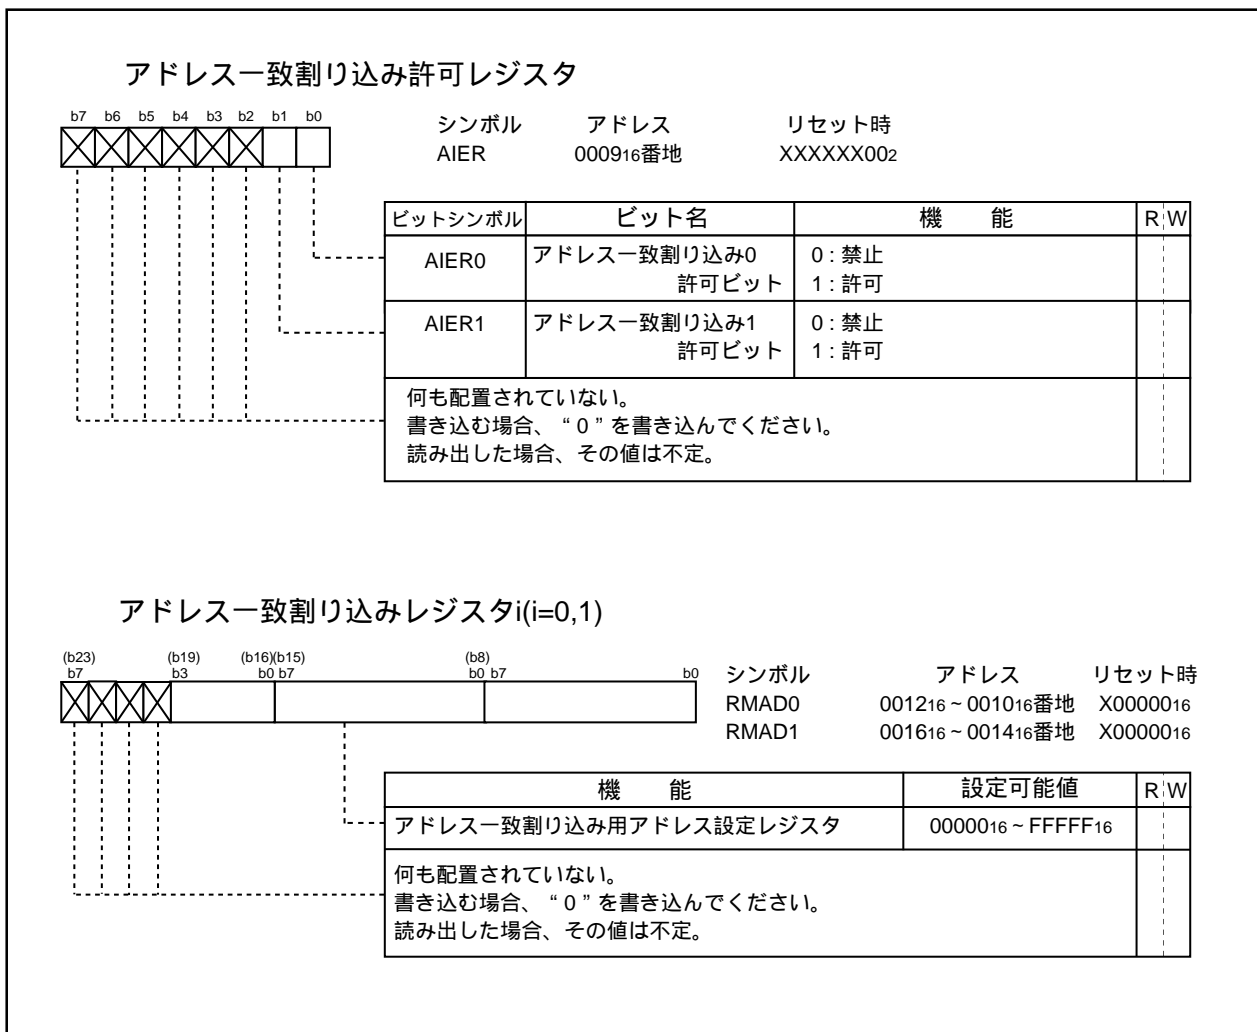 アドレス一致割り込み許可レジスタ
b7 b6 b5 b4 b3 b2 b1 b0
シンボル アドレス リセット時
AIER 000916番地 XXXXXX002
ビットシンボル ビット名 機 能 R W
AIER0 アドレス一致割り込み0 0 : 禁止
許可ビット 1 : 許可
AIER1 アドレス一致割り込み1 0 : 禁止
許可ビット 1 : 許可
何も配置されていない。
書き込む場合、“ 0 ” を書き込んでください。
読み出した場合、その値は不定。
アドレス一致割り込みレジスタi(i=0,1)
(b23) (b19) (b16)(b15) (b8)
b7 b3 b0 b7 b0 b7 b0
シンボル アドレス リセット時
RMAD0 001216 ~ 001016番地 X0000016
RMAD1 001616 ~ 001416番地 X0000016
機 能 設定可能値 R W
アドレス一致割り込み用アドレス設定レジスタ 0000016 ~ FFFFF16
何も配置されていない。
書き込む場合、“ 0 ” を書き込んでください。
読み出した場合、その値は不定。